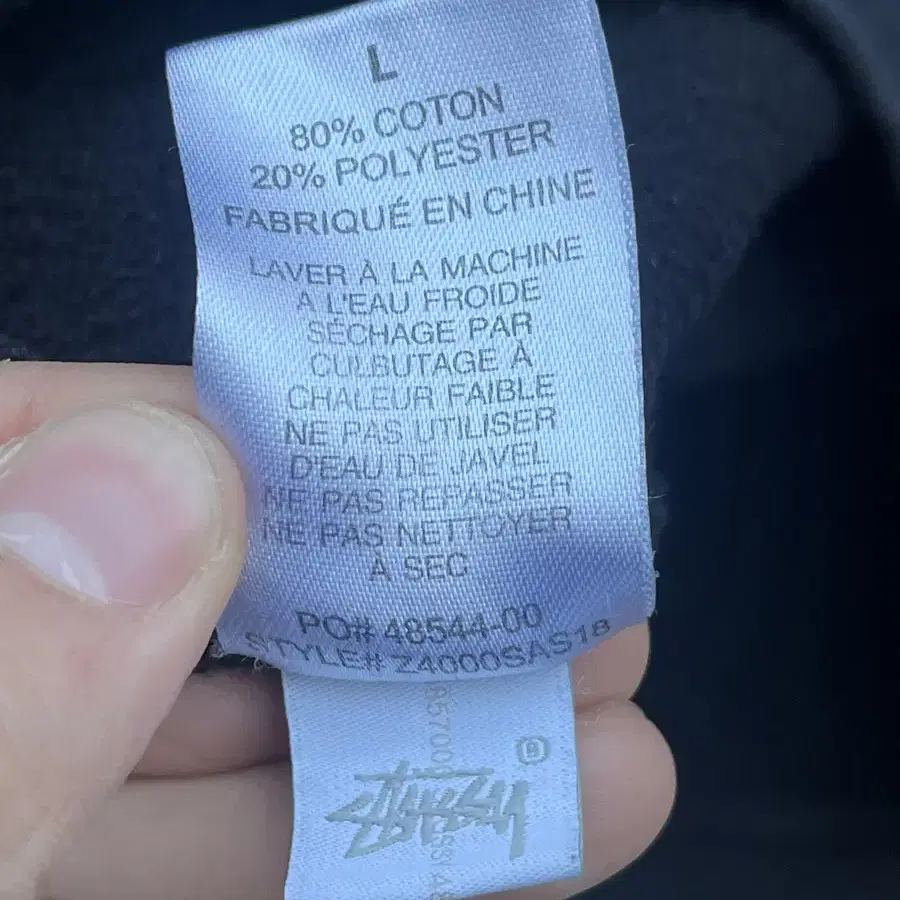 L
80% COTON
20% POLYESTER
FABRIQUÉ EN CHINE
LAVER À LA MACHINE
A L'EAU FROIDE
SÉCHAGE PAR
CULBUTAGE À
CHALEUR FAIBLE
NE PAS UTILISER
D'EAU DE JAVEL
NE PAS REPASSER
NE PAS NETTOYER
À SEC
PO# 48544-00
STYLE# Z4000SAS18
®
Stüssy